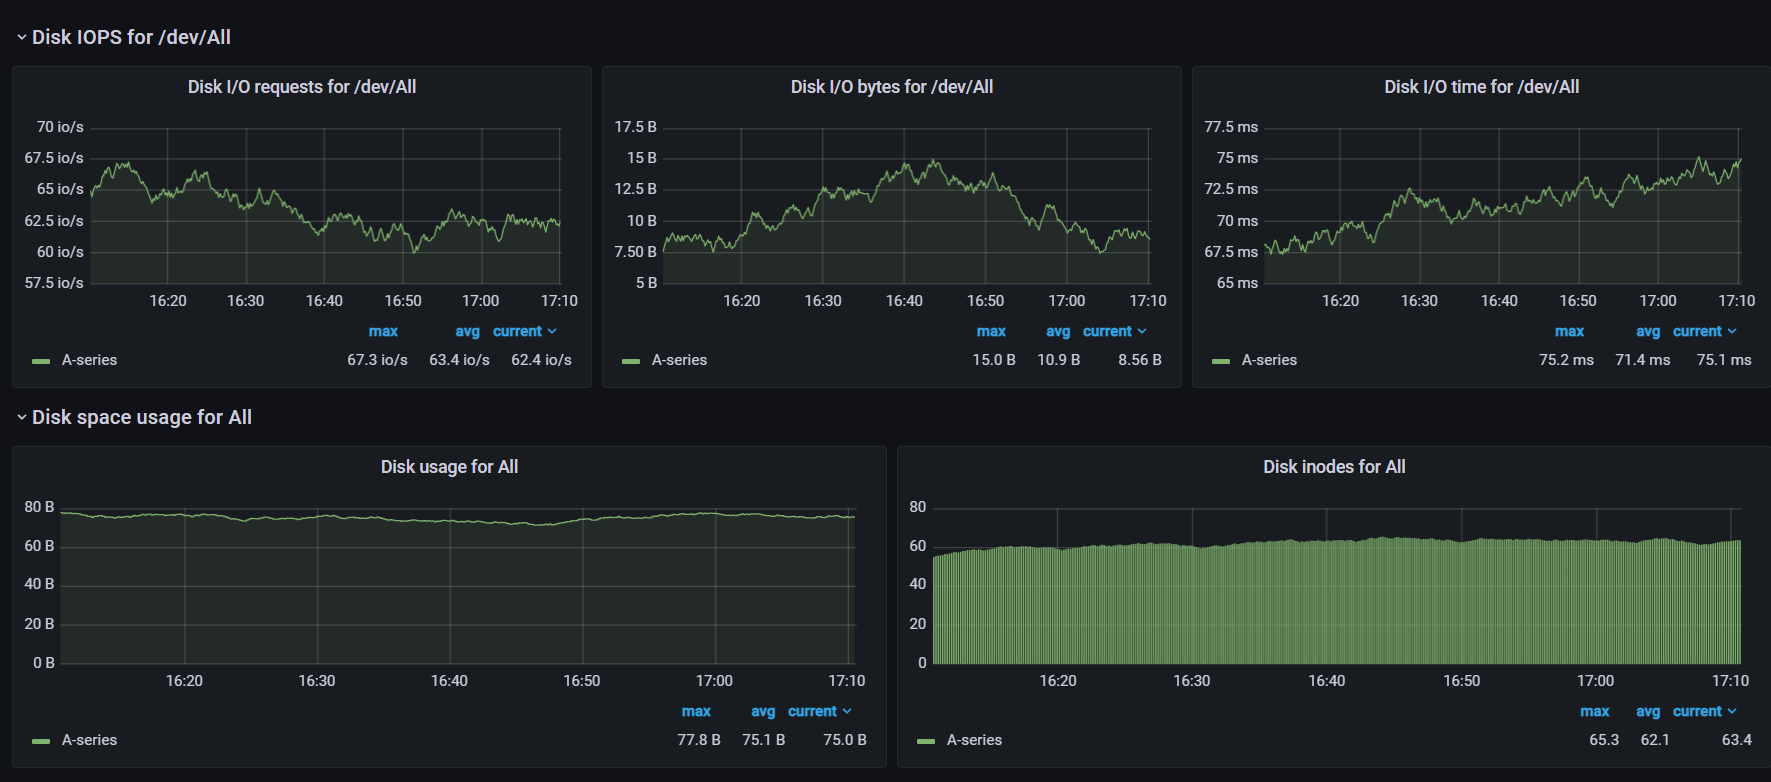 Disk IOPS for /dev/All
Disk I/O requests for /dev/All
70 io/s
67.5 io/s
65 io/s
62.5 io/s
60 io/s
57.5 io/s
16:20 16:30 16:40 16:50 17:00 17:10
max avg current
A-series 67.3 io/s 63.4 io/s 62.4 io/s
Disk I/O bytes for /dev/All
17.5 B
15 B
12.5 B
10 B
7.50 B
5 B
16:20 16:30 16:40 16:50 17:00 17:10
max avg current
A-series 15.0 B 10.9 B 8.56 B
Disk I/O time for /dev/All
77.5 ms
75 ms
72.5 ms
70 ms
67.5 ms
65 ms
16:20 16:30 16:40 16:50 17:00 17:10
max avg current
A-series 75.2 ms 71.4 ms 75.1 ms
Disk space usage for All
Disk usage for All
80 B
60 B
40 B
20 B
0 B
16:20 16:30 16:40 16:50 17:00 17:10
max avg current
A-series 77.8 B 75.1 B 75.0 B
Disk inodes for All
80
60
40
20
0
16:20 16:30 16:40 16:50 17:00 17:10
max avg current
A-series 65.3 62.1 63.4